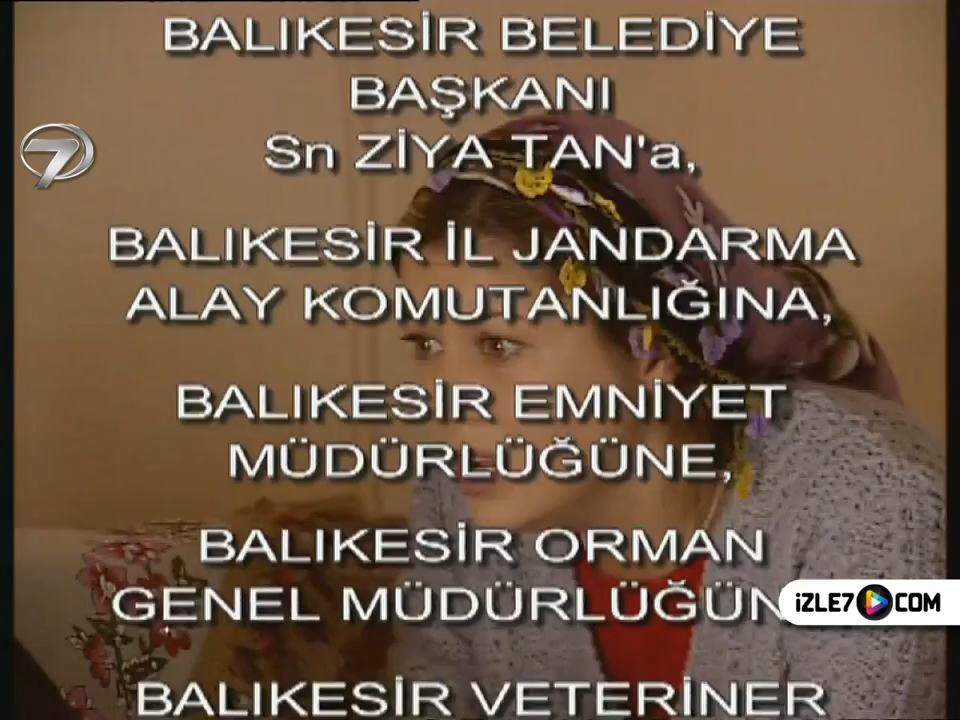 BALIKESİR BELEDİYE
BAŞKANI
Sn ZİYA TAN'a,
7
BALIKESİR İL JANDARMA
ALAY KOMUTANLIĞINA,
BALIKESİR EMNİYET
MÜDÜRLÜĞÜNE,
BALIKESİR ORMAN
GENEL MÜDÜRLÜĞÜN
iZLE7 COM
BALIKESİR VETERİNER